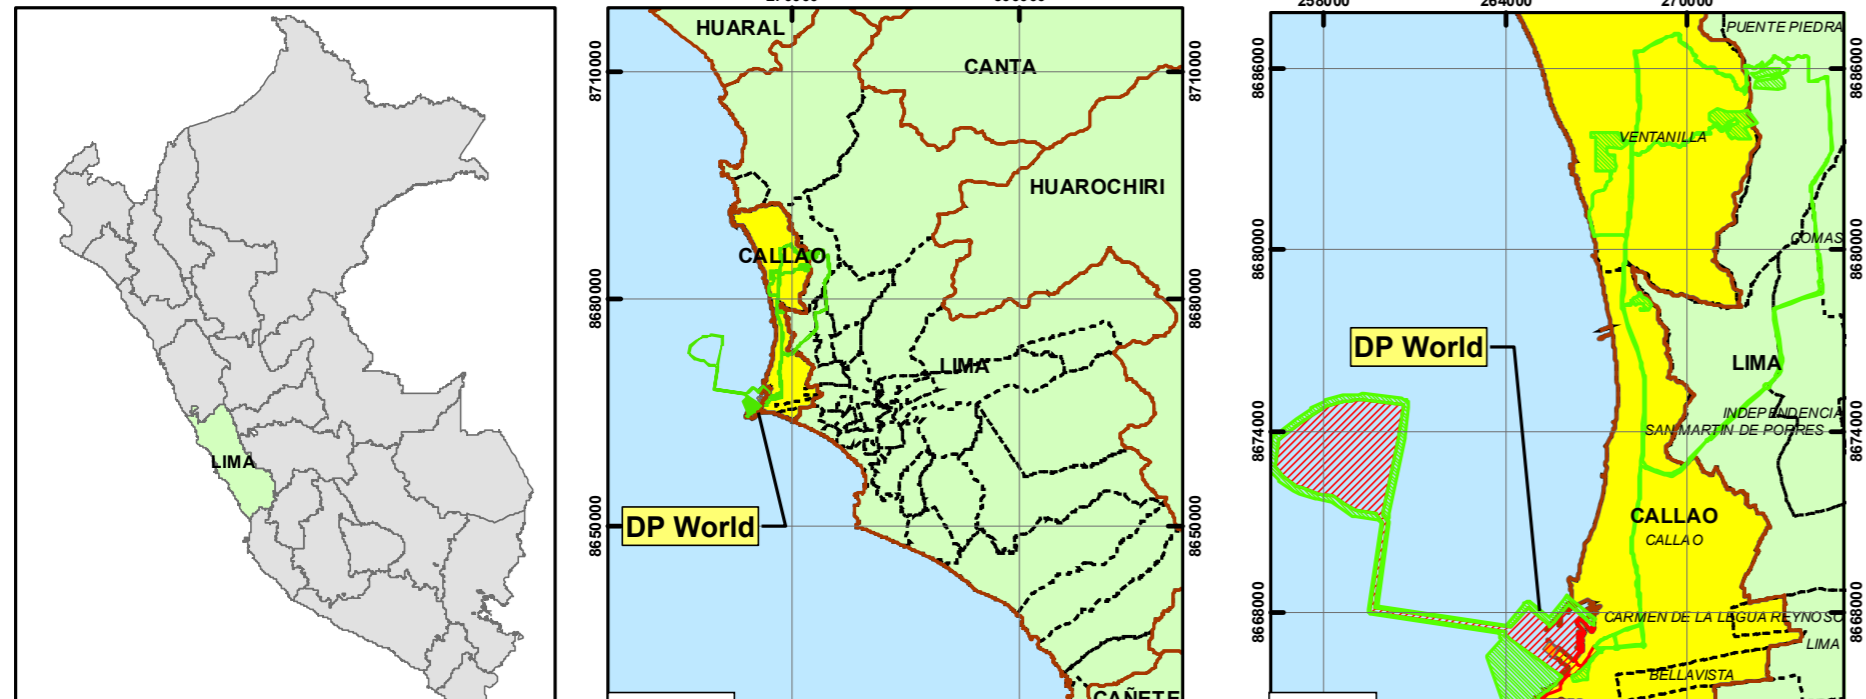 LIMA
HUARAL
CANTA
HUAROCHIRI
CALLAO
LIMA
DP World
CAÑETE
8710000
8680000
8650000
8710000
8680000
8650000
258000
264000
270000
PUENTE PIEDRA
VENTANILLA
COMAS
DP World
LIMA
INDEPENDENCIA
SAN MARTIN DE PORRES
CALLAO
CALLAO
CARMEN DE LA LEGUA REYNOSO
LIMA
BELLAVISTA
8686000
8680000
8674000
8668000
8686000
8680000
8674000
8668000